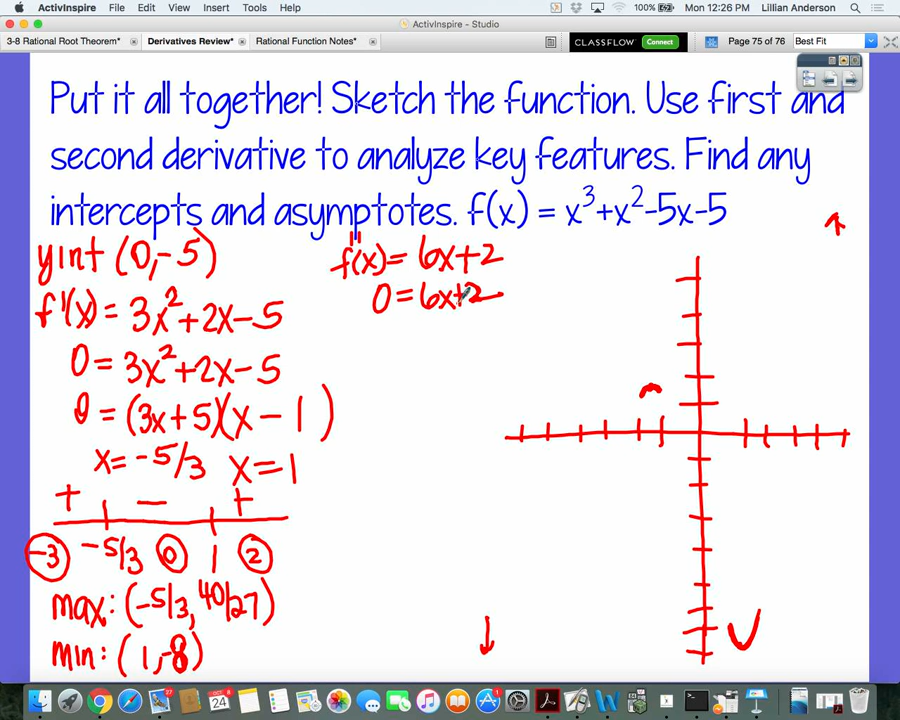 ActivInspire File Edit View Insert Tools Help 100% Mon 12:26 PM Lillian Anderson
ActivInspire - Studio
3-8 Rational Root Theorem* Derivatives Review* Rational Function Notes* CLASSFLOW Connect Page 75 of 76 Best Fit
Put it all together! Sketch the function. Use first and
second derivative to analyze key features. Find any
intercepts and asymptotes. f(x) = x³+x²-5x-5
yint (0,-5)
f'(x) = 3x²+2x-5
0 = 3x²+2x-5
0 = (3x+5)(x-1)
x = -5/3 x = 1
+ - +
-3 -5/3 0 1 2
max: (-5/3, 40/27)
min: (1,-8)
f"(x) = 6x+2
0 = 6x+2